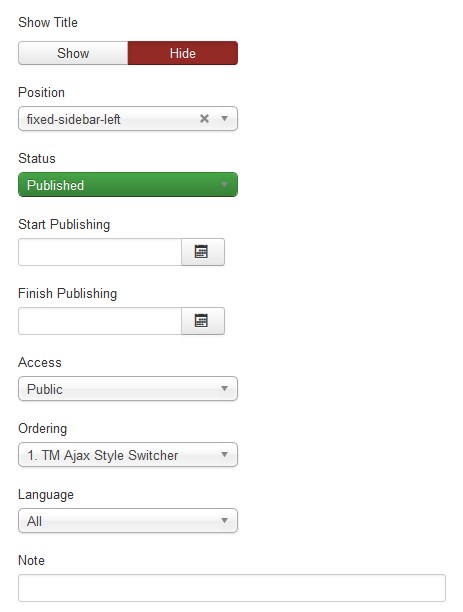 Show Title
Show Hide
Position
fixed-sidebar-left
Status
Published
Start Publishing
Finish Publishing
Access
Public
Ordering
1. TM Ajax Style Switcher
Language
All
Note